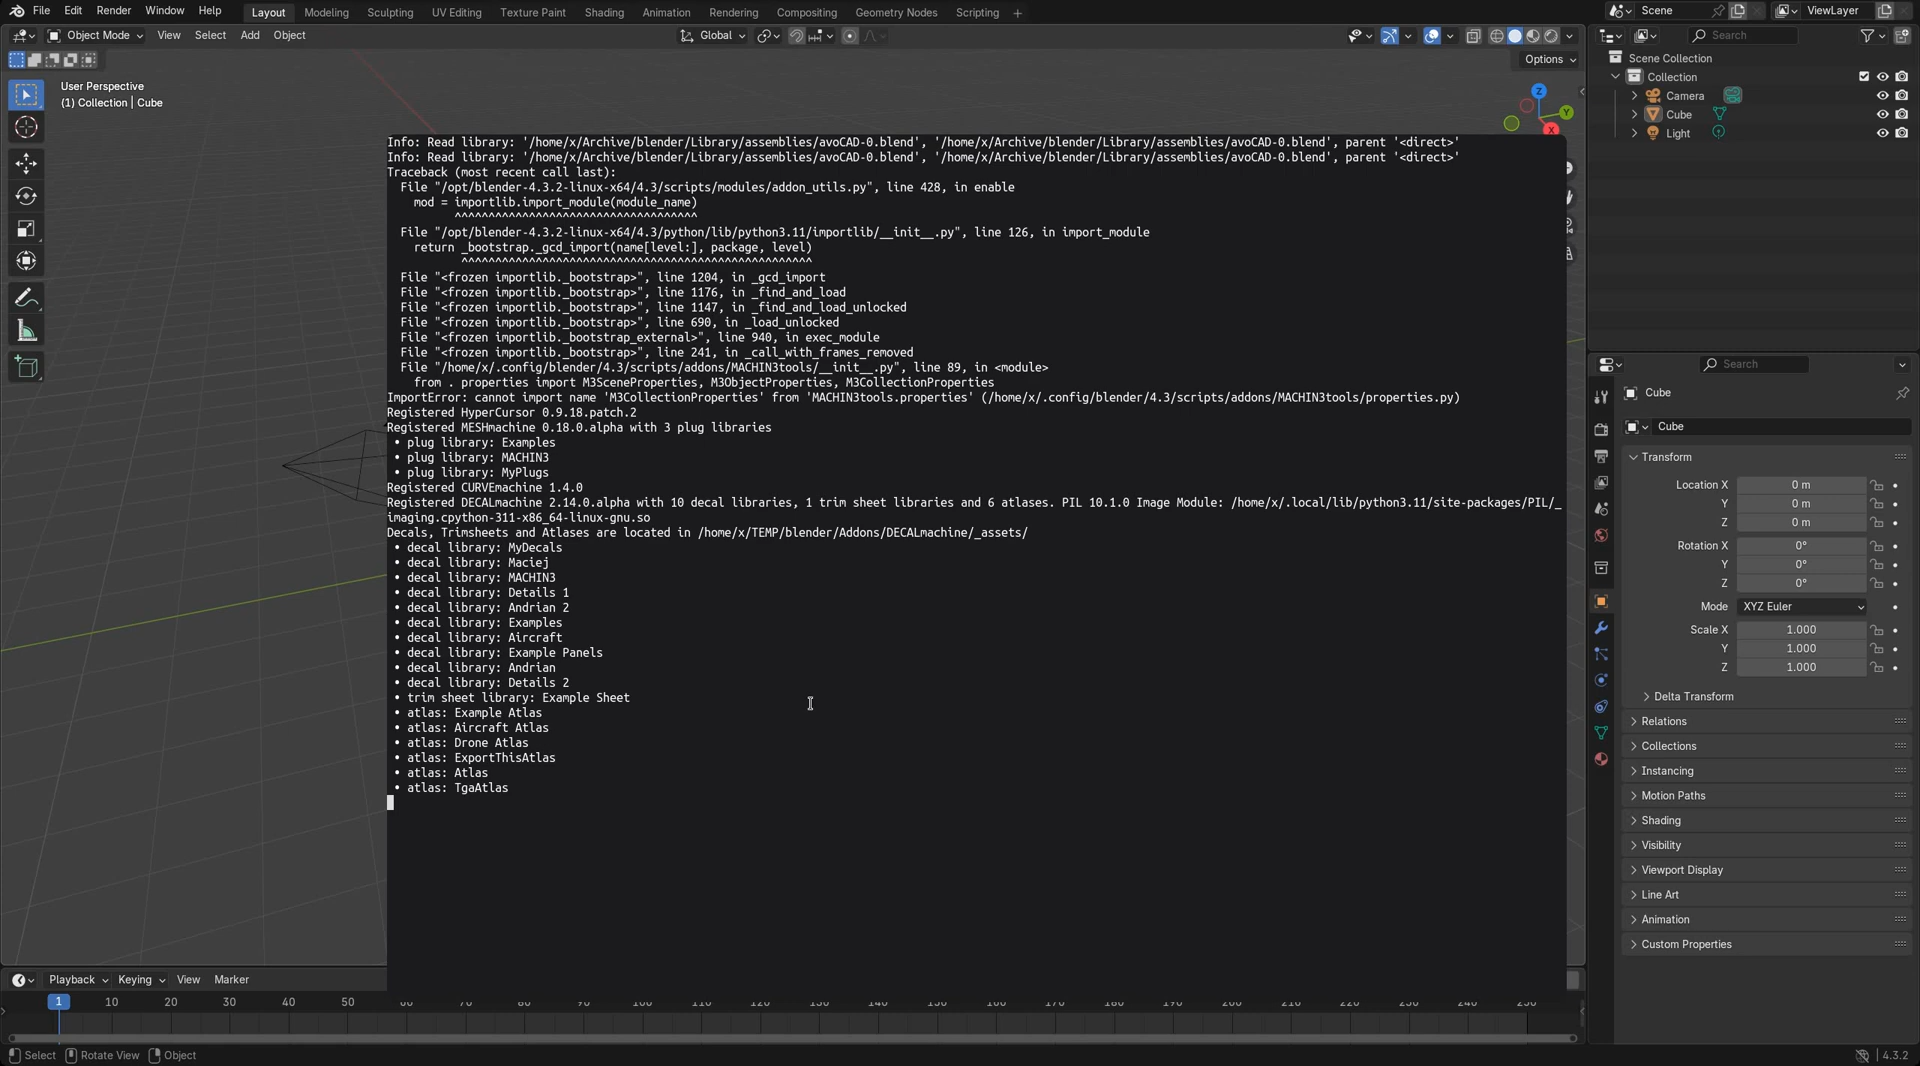 File Edit Render Window Help Layout Modeling Sculpting UV Editing Texture Paint Shading Animation Rendering Compositing Geometry Nodes Scripting + Scene ViewLayer
Object Mode View Select Add Object Global Search
Options
User Perspective
(1) Collection | Cube
Z
Y
X
Scene Collection
Collection
Camera
Cube
Light
Info: Read library: '/home/x/Archive/blender/Library/assemblies/avoCAD-0.blend', '/home/x/Archive/blender/Library/assemblies/avoCAD-0.blend', parent '<direct>'
Info: Read library: '/home/x/Archive/blender/Library/assemblies/avoCAD-0.blend', '/home/x/Archive/blender/Library/assemblies/avoCAD-0.blend', parent '<direct>'
Traceback (most recent call last):
  File "/opt/blender-4.3.2-linux-x64/4.3/scripts/modules/addon_utils.py", line 428, in enable
    mod = importlib.import_module(module_name)
          ^^^^^^^^^^^^^^^^^^^^^^^^^^^^^^^^^^^^
  File "/opt/blender-4.3.2-linux-x64/4.3/python/lib/python3.11/importlib/__init__.py", line 126, in import_module
    return _bootstrap._gcd_import(name[level:], package, level)
           ^^^^^^^^^^^^^^^^^^^^^^^^^^^^^^^^^^^^^^^^^^^^^^^^^^^^
  File "<frozen importlib._bootstrap>", line 1204, in _gcd_import
  File "<frozen importlib._bootstrap>", line 1176, in _find_and_load
  File "<frozen importlib._bootstrap>", line 1147, in _find_and_load_unlocked
  File "<frozen importlib._bootstrap>", line 690, in _load_unlocked
  File "<frozen importlib._bootstrap_external>", line 940, in exec_module
  File "<frozen importlib._bootstrap>", line 241, in _call_with_frames_removed
  File "/home/x/.config/blender/4.3/scripts/addons/MACHIN3tools/__init__.py", line 89, in <module>
    from . properties import M3SceneProperties, M3ObjectProperties, M3CollectionProperties
ImportError: cannot import name 'M3CollectionProperties' from 'MACHIN3tools.properties' (/home/x/.config/blender/4.3/scripts/addons/MACHIN3tools/properties.py)
Registered HyperCursor 0.9.18.patch.2
Registered MESHmachine 0.18.0.alpha with 3 plug libraries
 • plug library: Examples
 • plug library: MACHIN3
 • plug library: MyPlugs
Registered CURVEmachine 1.4.0
Registered DECALmachine 2.14.0.alpha with 10 decal libraries, 1 trim sheet libraries and 6 atlases. PIL 10.1.0 Image Module: /home/x/.local/lib/python3.11/site-packages/PIL/_
imaging.cpython-311-x86_64-linux-gnu.so
Decals, Trimsheets and Atlases are located in /home/x/TEMP/blender/Addons/DECALmachine/_assets/
 • decal library: MyDecals
 • decal library: Maciej
 • decal library: MACHIN3
 • decal library: Details 1
 • decal library: Andrian 2
 • decal library: Examples
 • decal library: Aircraft
 • decal library: Example Panels
 • decal library: Andrian
 • decal library: Details 2
 • trim sheet library: Example Sheet
 • atlas: Example Atlas
 • atlas: Aircraft Atlas
 • atlas: Drone Atlas
 • atlas: ExportThisAtlas
 • atlas: Atlas
 • atlas: TgaAtlas
Search
Cube
Cube
Transform
Location X 0 m
Y 0 m
Z 0 m
Rotation X 0°
Y 0°
Z 0°
Mode XYZ Euler
Scale X 1.000
Y 1.000
Z 1.000
Delta Transform
Relations
Collections
Instancing
Motion Paths
Shading
Visibility
Viewport Display
Line Art
Animation
Custom Properties
Playback Keying View Marker
1 10 20 30 40 50 60 70 80 90 100 110 120 130 140 150 160 170 180 190 200 210 220 230 240 250
Select Rotate View Object 4.3.2